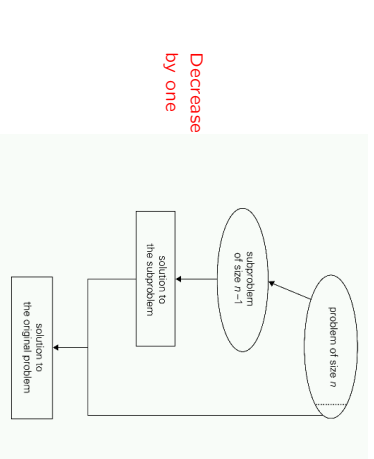 Decrease
by one
problem of size n
subproblem
of size n–1
solution to
the subproblem
solution to
the original problem